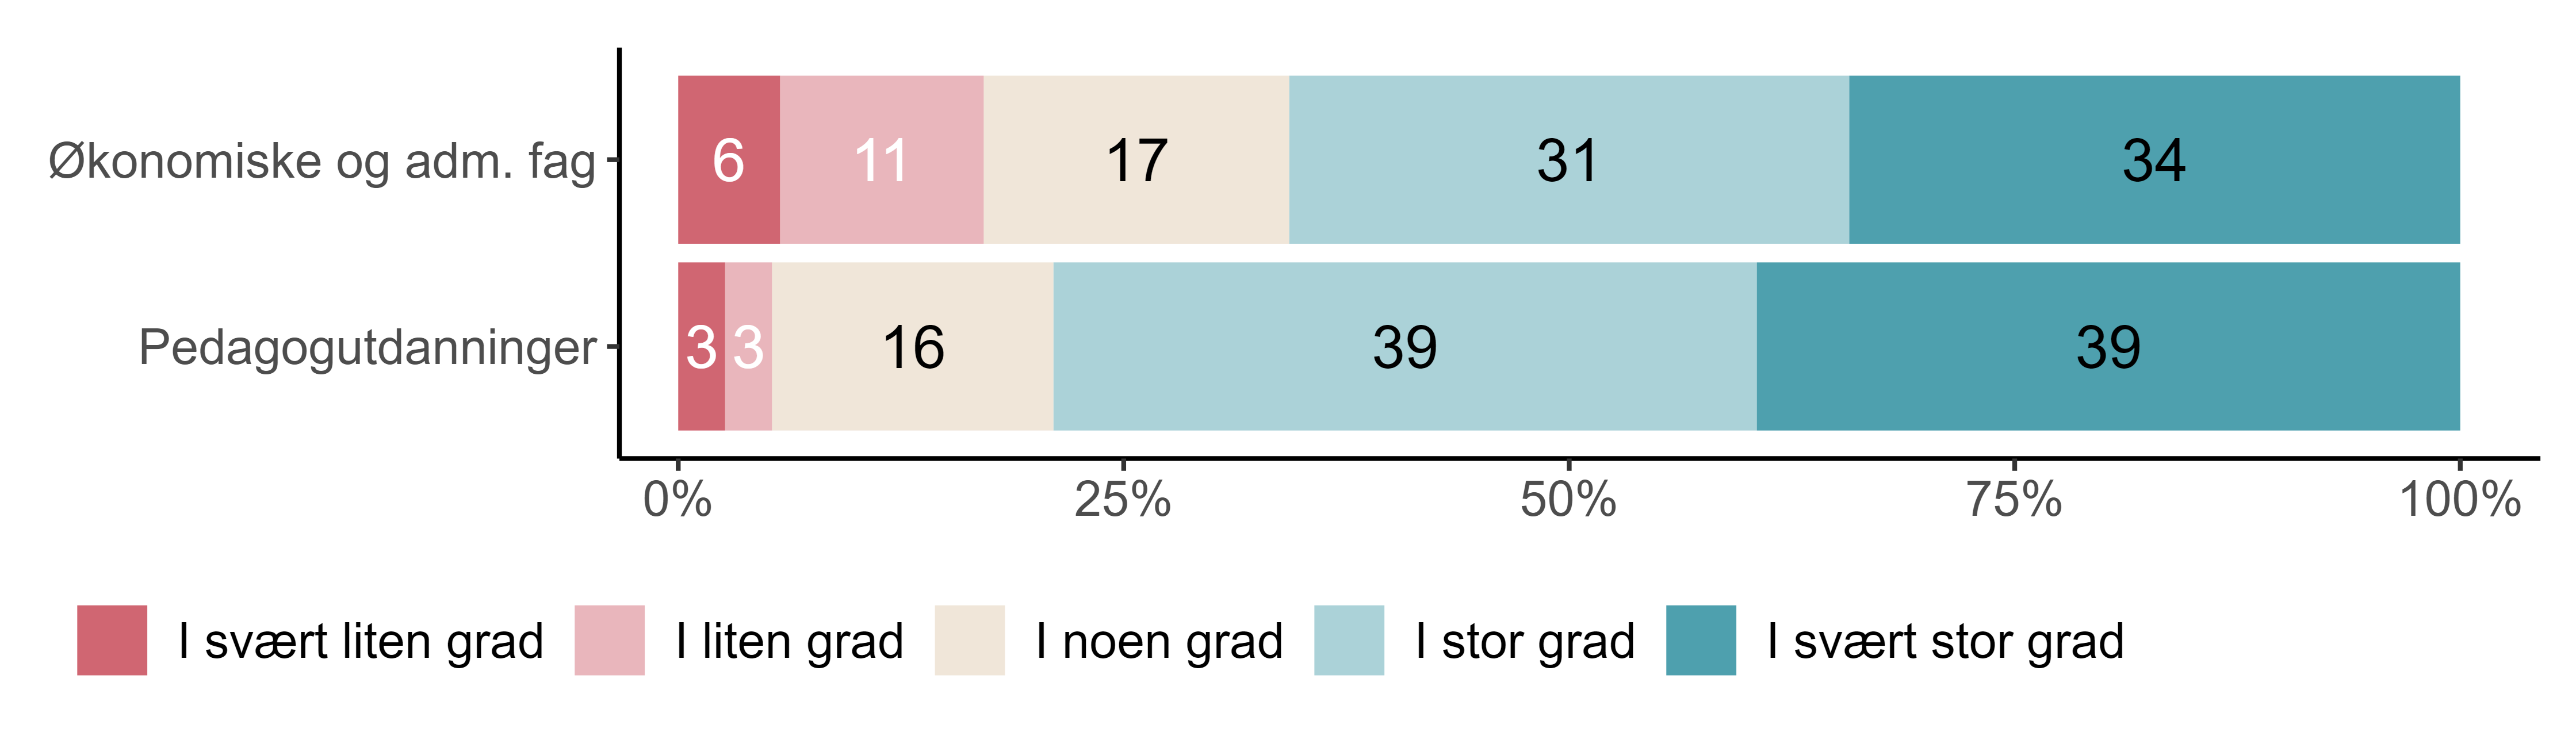 Økonomiske og adm. fag 6 11 17 31 34
Pedagogutdanninger 3 3 16 39 39
0% 25% 50% 75% 100%
I svært liten grad I liten grad I noen grad I stor grad I svært stor grad